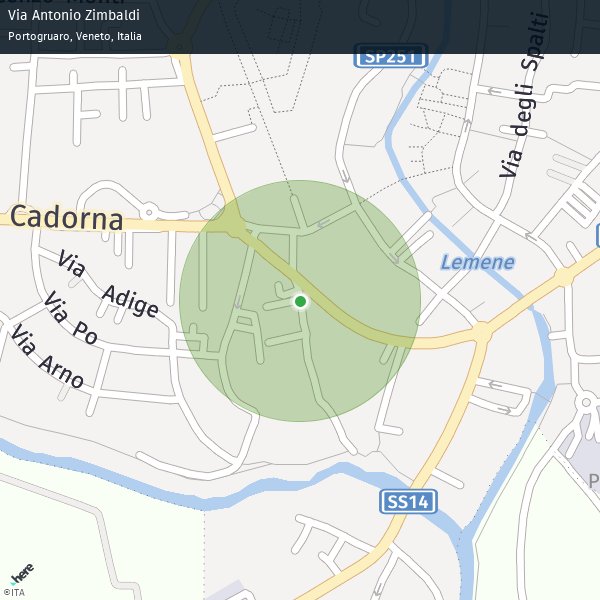 Via Antonio Zimbaldi
Portogruaro, Veneto, Italia
SP251
Via degli Spalti
Cadorna
Lemene
Via Adige
Via Po
Via Arno
SS14
P
here
©ITA